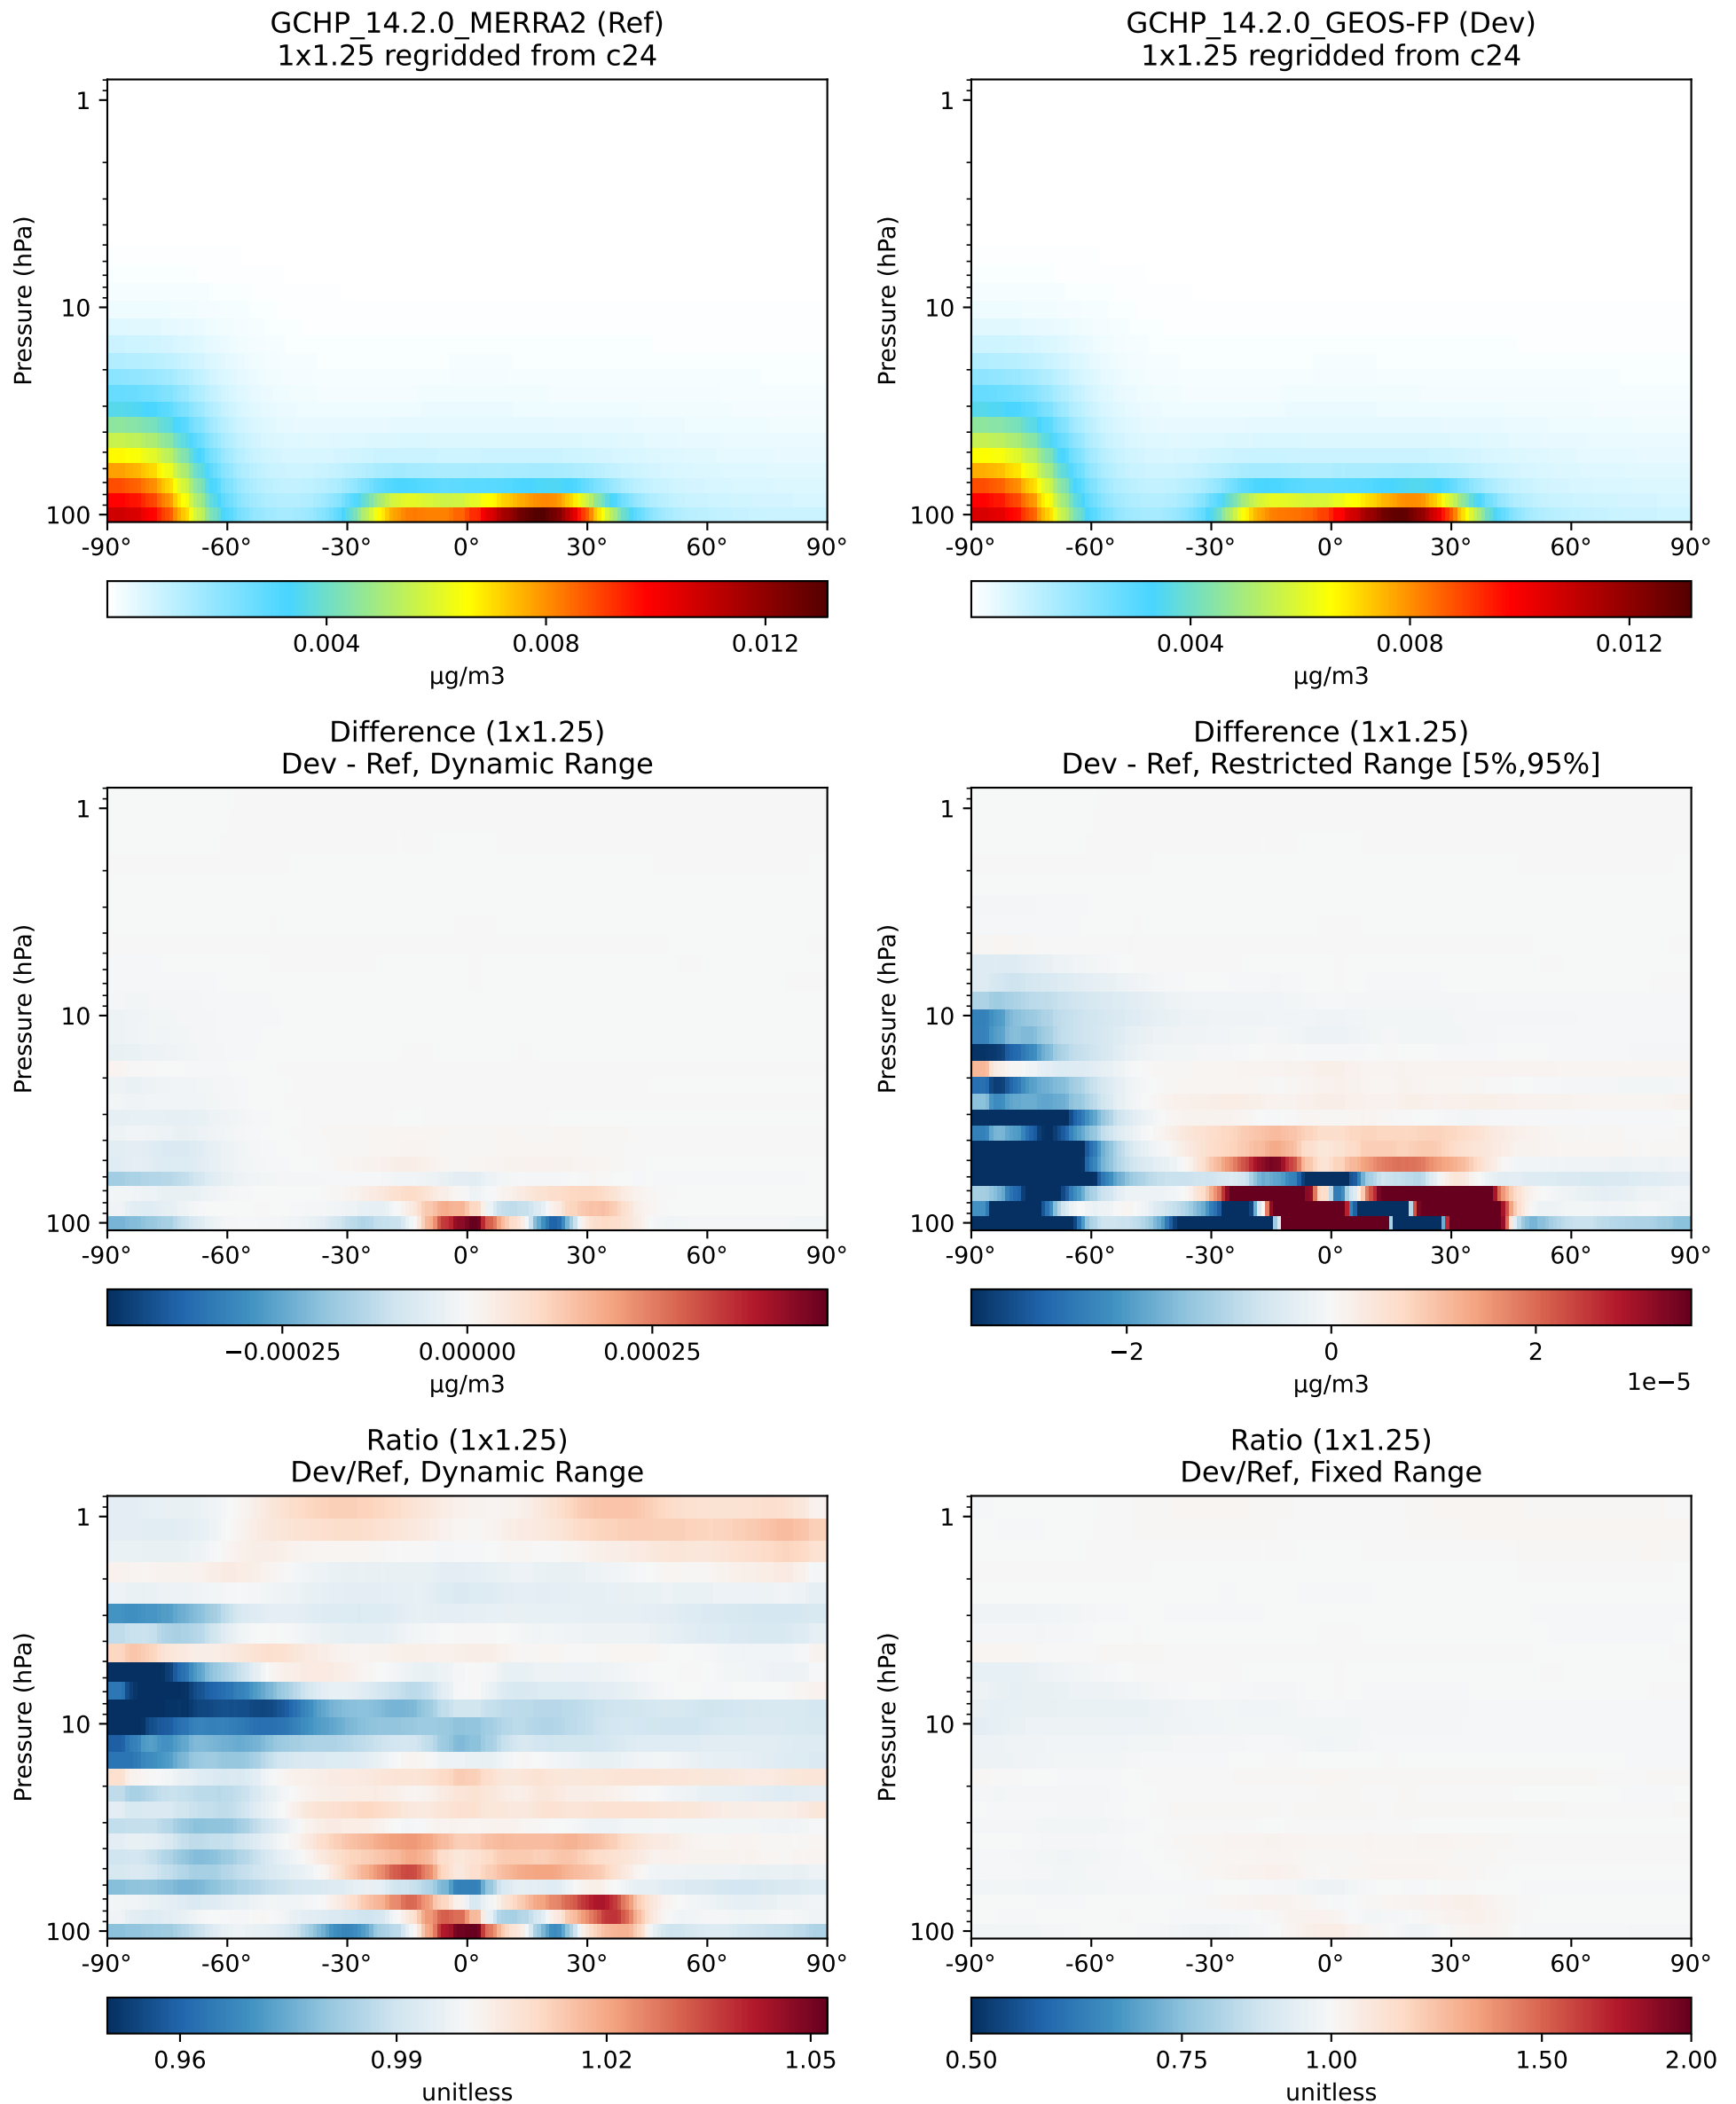 GCHP_14.2.0_MERRA2 (Ref)
1x1.25 regridded from c24
Pressure (hPa)
1
10
100
-90° -60° -30° 0° 30° 60° 90°
0.004 0.008 0.012
μg/m3
GCHP_14.2.0_GEOS-FP (Dev)
1x1.25 regridded from c24
Pressure (hPa)
1
10
100
-90° -60° -30° 0° 30° 60° 90°
0.004 0.008 0.012
μg/m3
Difference (1x1.25)
Dev - Ref, Dynamic Range
Pressure (hPa)
1
10
100
-90° -60° -30° 0° 30° 60° 90°
−0.00025 0.00000 0.00025
μg/m3
Difference (1x1.25)
Dev - Ref, Restricted Range [5%,95%]
Pressure (hPa)
1
10
100
-90° -60° -30° 0° 30° 60° 90°
−2 0 2
1e−5
μg/m3
Ratio (1x1.25)
Dev/Ref, Dynamic Range
Pressure (hPa)
1
10
100
-90° -60° -30° 0° 30° 60° 90°
0.96 0.99 1.02 1.05
unitless
Ratio (1x1.25)
Dev/Ref, Fixed Range
Pressure (hPa)
1
10
100
-90° -60° -30° 0° 30° 60° 90°
0.50 0.75 1.00 1.50 2.00
unitless